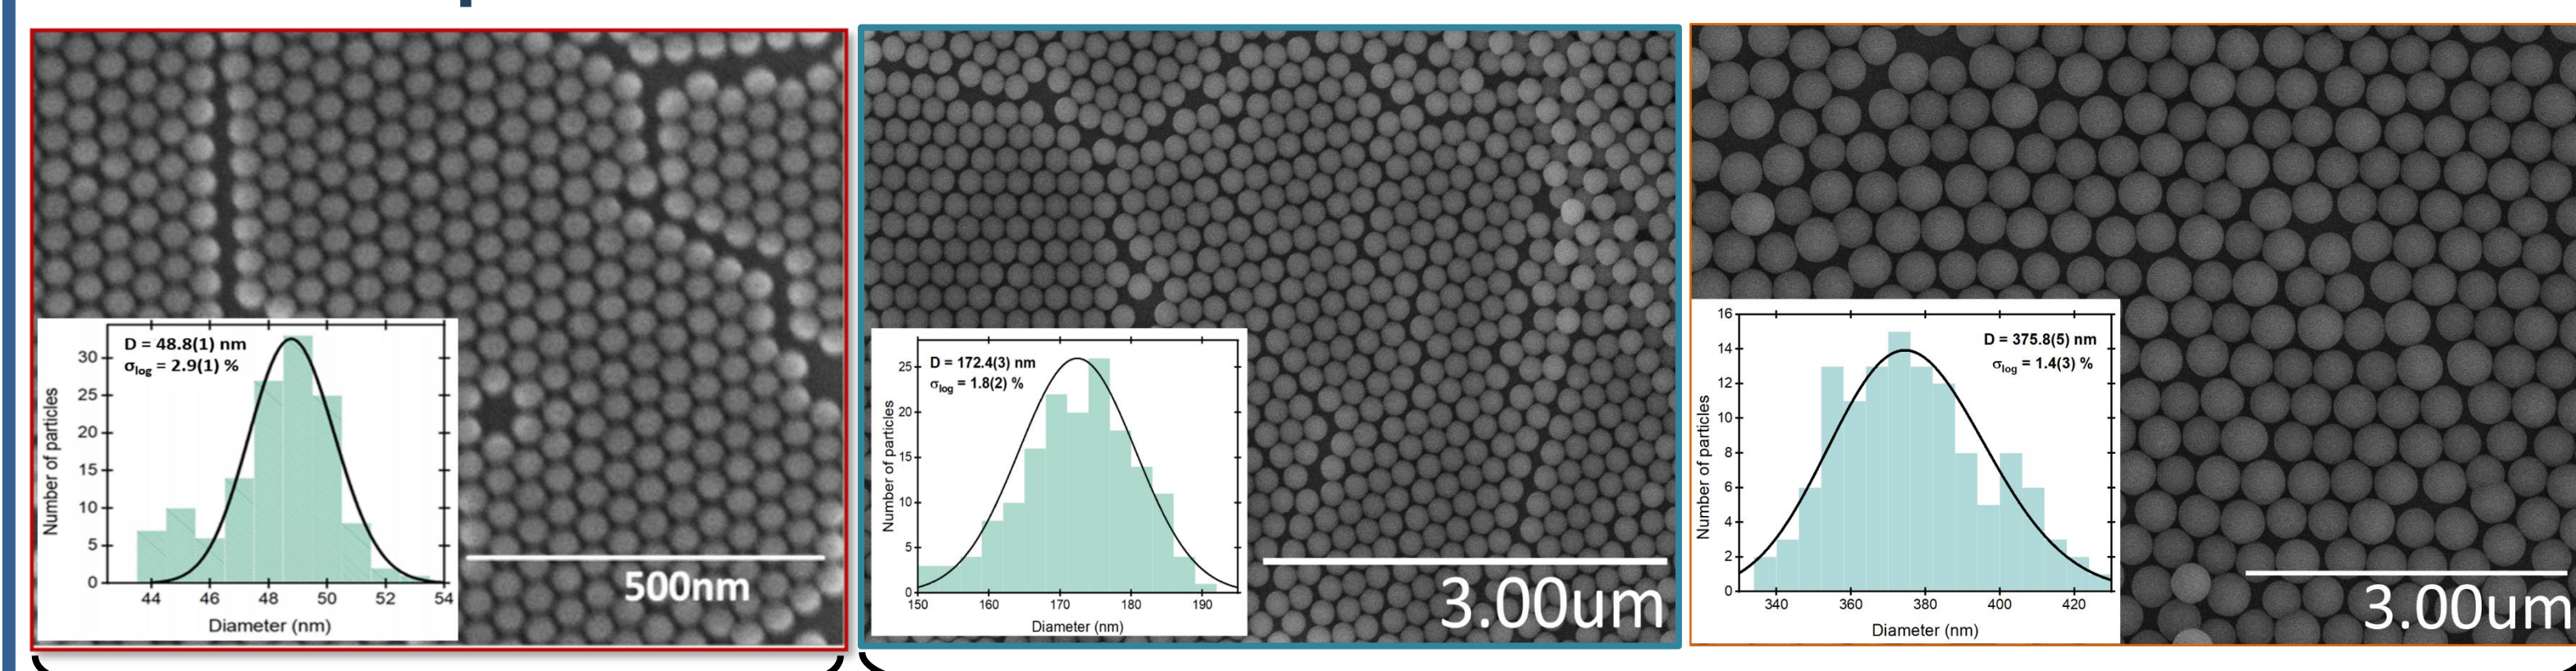 D = 48.8(1) nm
σlog = 2.9(1) %
30
25
20
15
10
5
0
44 46 48 50 52 54
Number of particles
Diameter (nm)
500nm
D = 172.4(3) nm
σlog = 1.8(2) %
25
20
15
10
5
0
150 160 170 180 190
Number of particles
Diameter (nm)
3.00um
D = 375.8(5) nm
σlog = 1.4(3) %
16
14
12
10
8
6
4
2
0
340 360 380 400 420
Number of particles
Diameter (nm)
3.00um